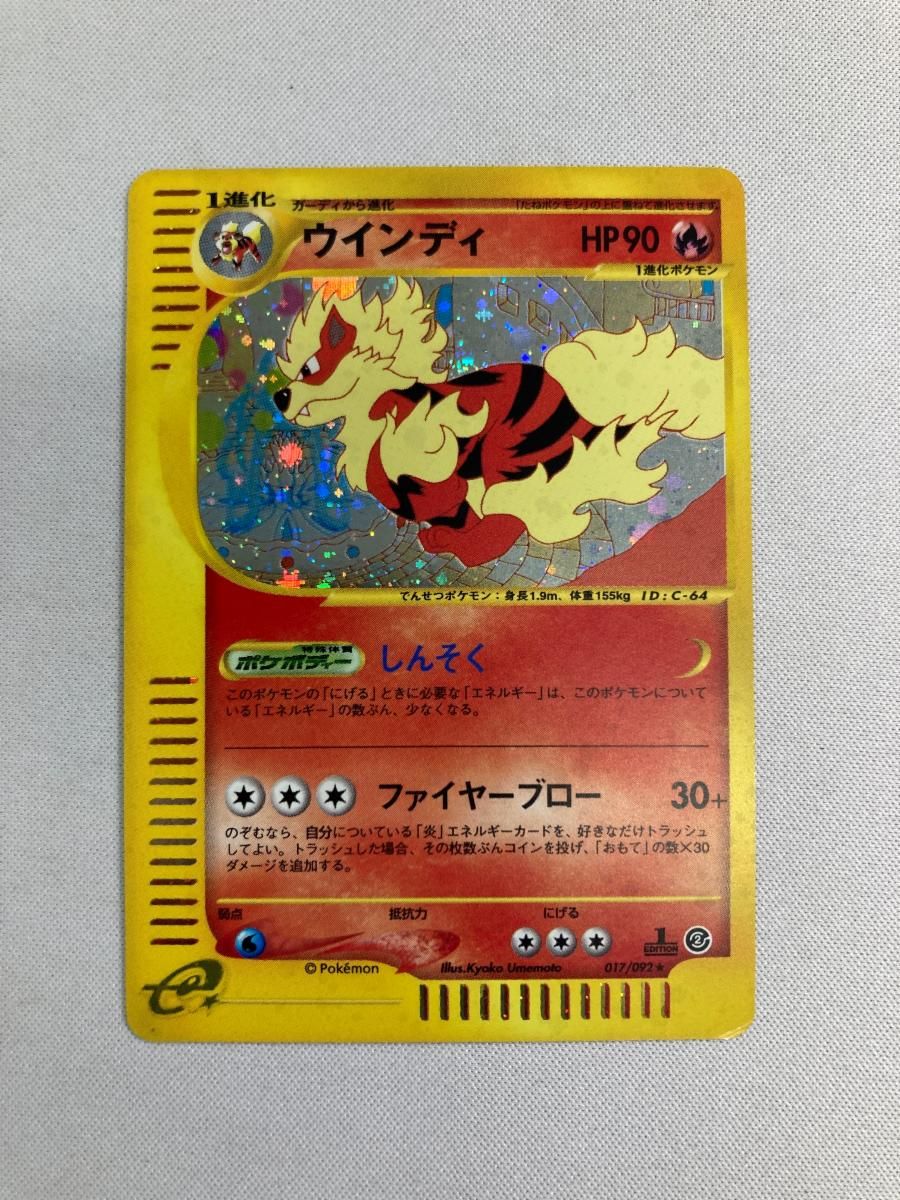 1進化
ガーディから進化
「たねポケモン」の上に重ねて進化させます
ウインディ HP90
1進化ポケモン
でんせつポケモン：身長1.9m、体重155kg ID：C-64
特殊体質
ポケボディー しんそく
このポケモンの「にげる」ときに必要な「エネルギー」は、このポケモンについて
いる「エネルギー」の数ぶん、少なくなる。
ファイヤーブロー 30+
のぞむなら、自分についている「炎」エネルギーカードを、好きなだけトラッシュ
してよい。トラッシュした場合、その枚数ぶんコインを投げ、「おもて」の数×30
ダメージを追加する。
弱点 抵抗力 にげる
1
EDITION
2
© Pokémon Illus.Kyoko Umemoto 017/092★
e